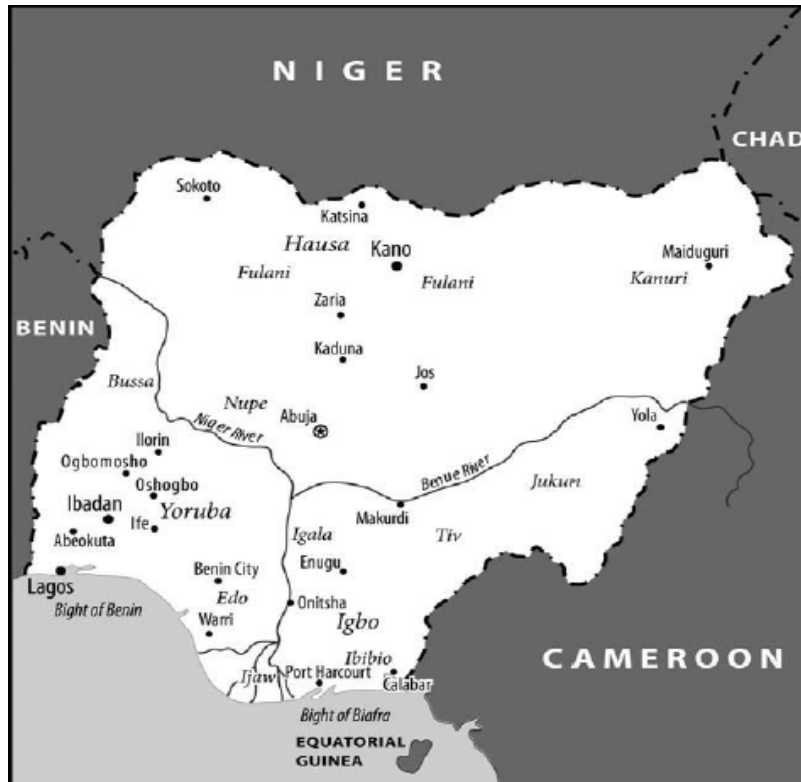 NIGER
CHAD
Sokoto
Katsina
Hausa
Kano
Maiduguri
Fulani
Fulani
Kanuri
Zaria
BENIN
Kaduna
Jos
Bussa
Nupe
Abuja
Niger River
Yola
Ilorin
Ogbomosho
Benue River
Jukun
Oshogbo
Ibadan
Yoruba
Makurdi
Ife
Abeokuta
Igala
Tiv
Enugu
Benin City
Lagos
Edo
Onitsha
Bight of Benin
Warri
Igbo
CAMEROON
Ibibio
Ijaw
Port Harcourt
Calabar
Bight of Biafra
EQUATORIAL
GUINEA